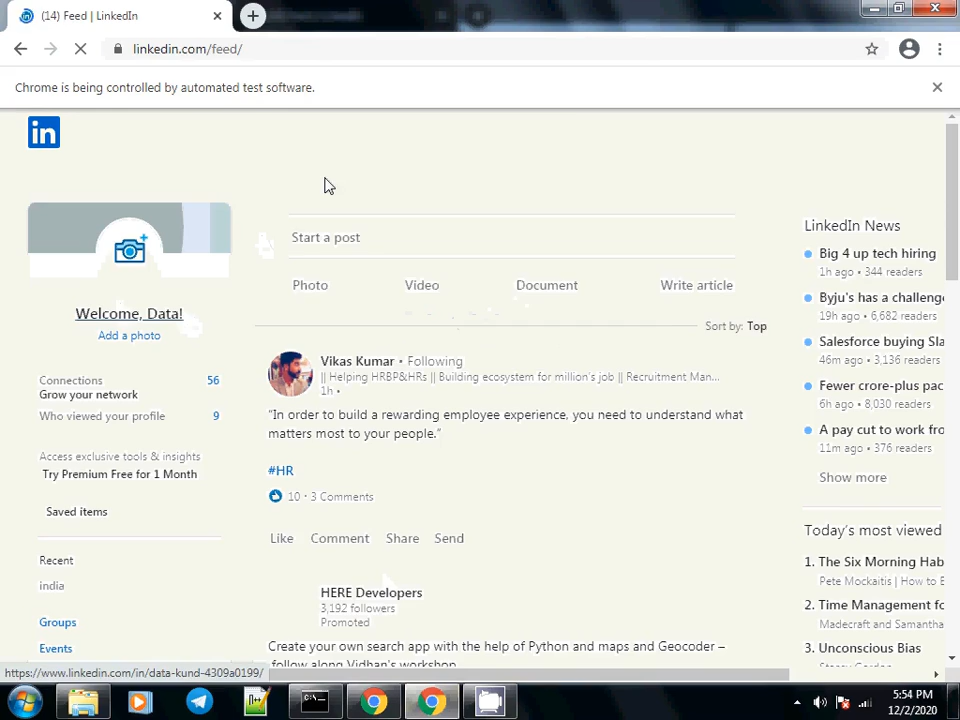 (14) Feed | LinkedIn
linkedin.com/feed/
Chrome is being controlled by automated test software.
in
Start a post
Photo
Video
Document
Write article
Sort by: Top
Welcome, Data!
Add a photo
Connections 56
Grow your network
Who viewed your profile 9
Access exclusive tools & insights
Try Premium Free for 1 Month
Saved items
Recent
india
Groups
Events
Vikas Kumar • Following
|| Helping HRBP&HRs || Building ecosystem for million's job || Recruitment Man...
1h •
“In order to build a rewarding employee experience, you need to understand what
matters most to your people.”
#HR
10 • 3 Comments
Like
Comment
Share
Send
HERE Developers
3,192 followers
Promoted
Create your own search app with the help of Python and maps and Geocoder –
follow along Vidhan's workshop
LinkedIn News
Big 4 up tech hiring
1h ago • 344 readers
Byju's has a challenge
19h ago • 6,682 readers
Salesforce buying Sla
46m ago • 3,136 readers
Fewer crore-plus pac
6h ago • 8,030 readers
A pay cut to work fro
11m ago • 376 readers
Show more
Today's most viewed
1. The Six Morning Hab
Pete Mockaitis | How to B
2. Time Management fo
Madecraft and Samantha
3. Unconscious Bias
https://www.linkedin.com/in/data-kund-4309a0199/
5:54 PM
12/2/2020